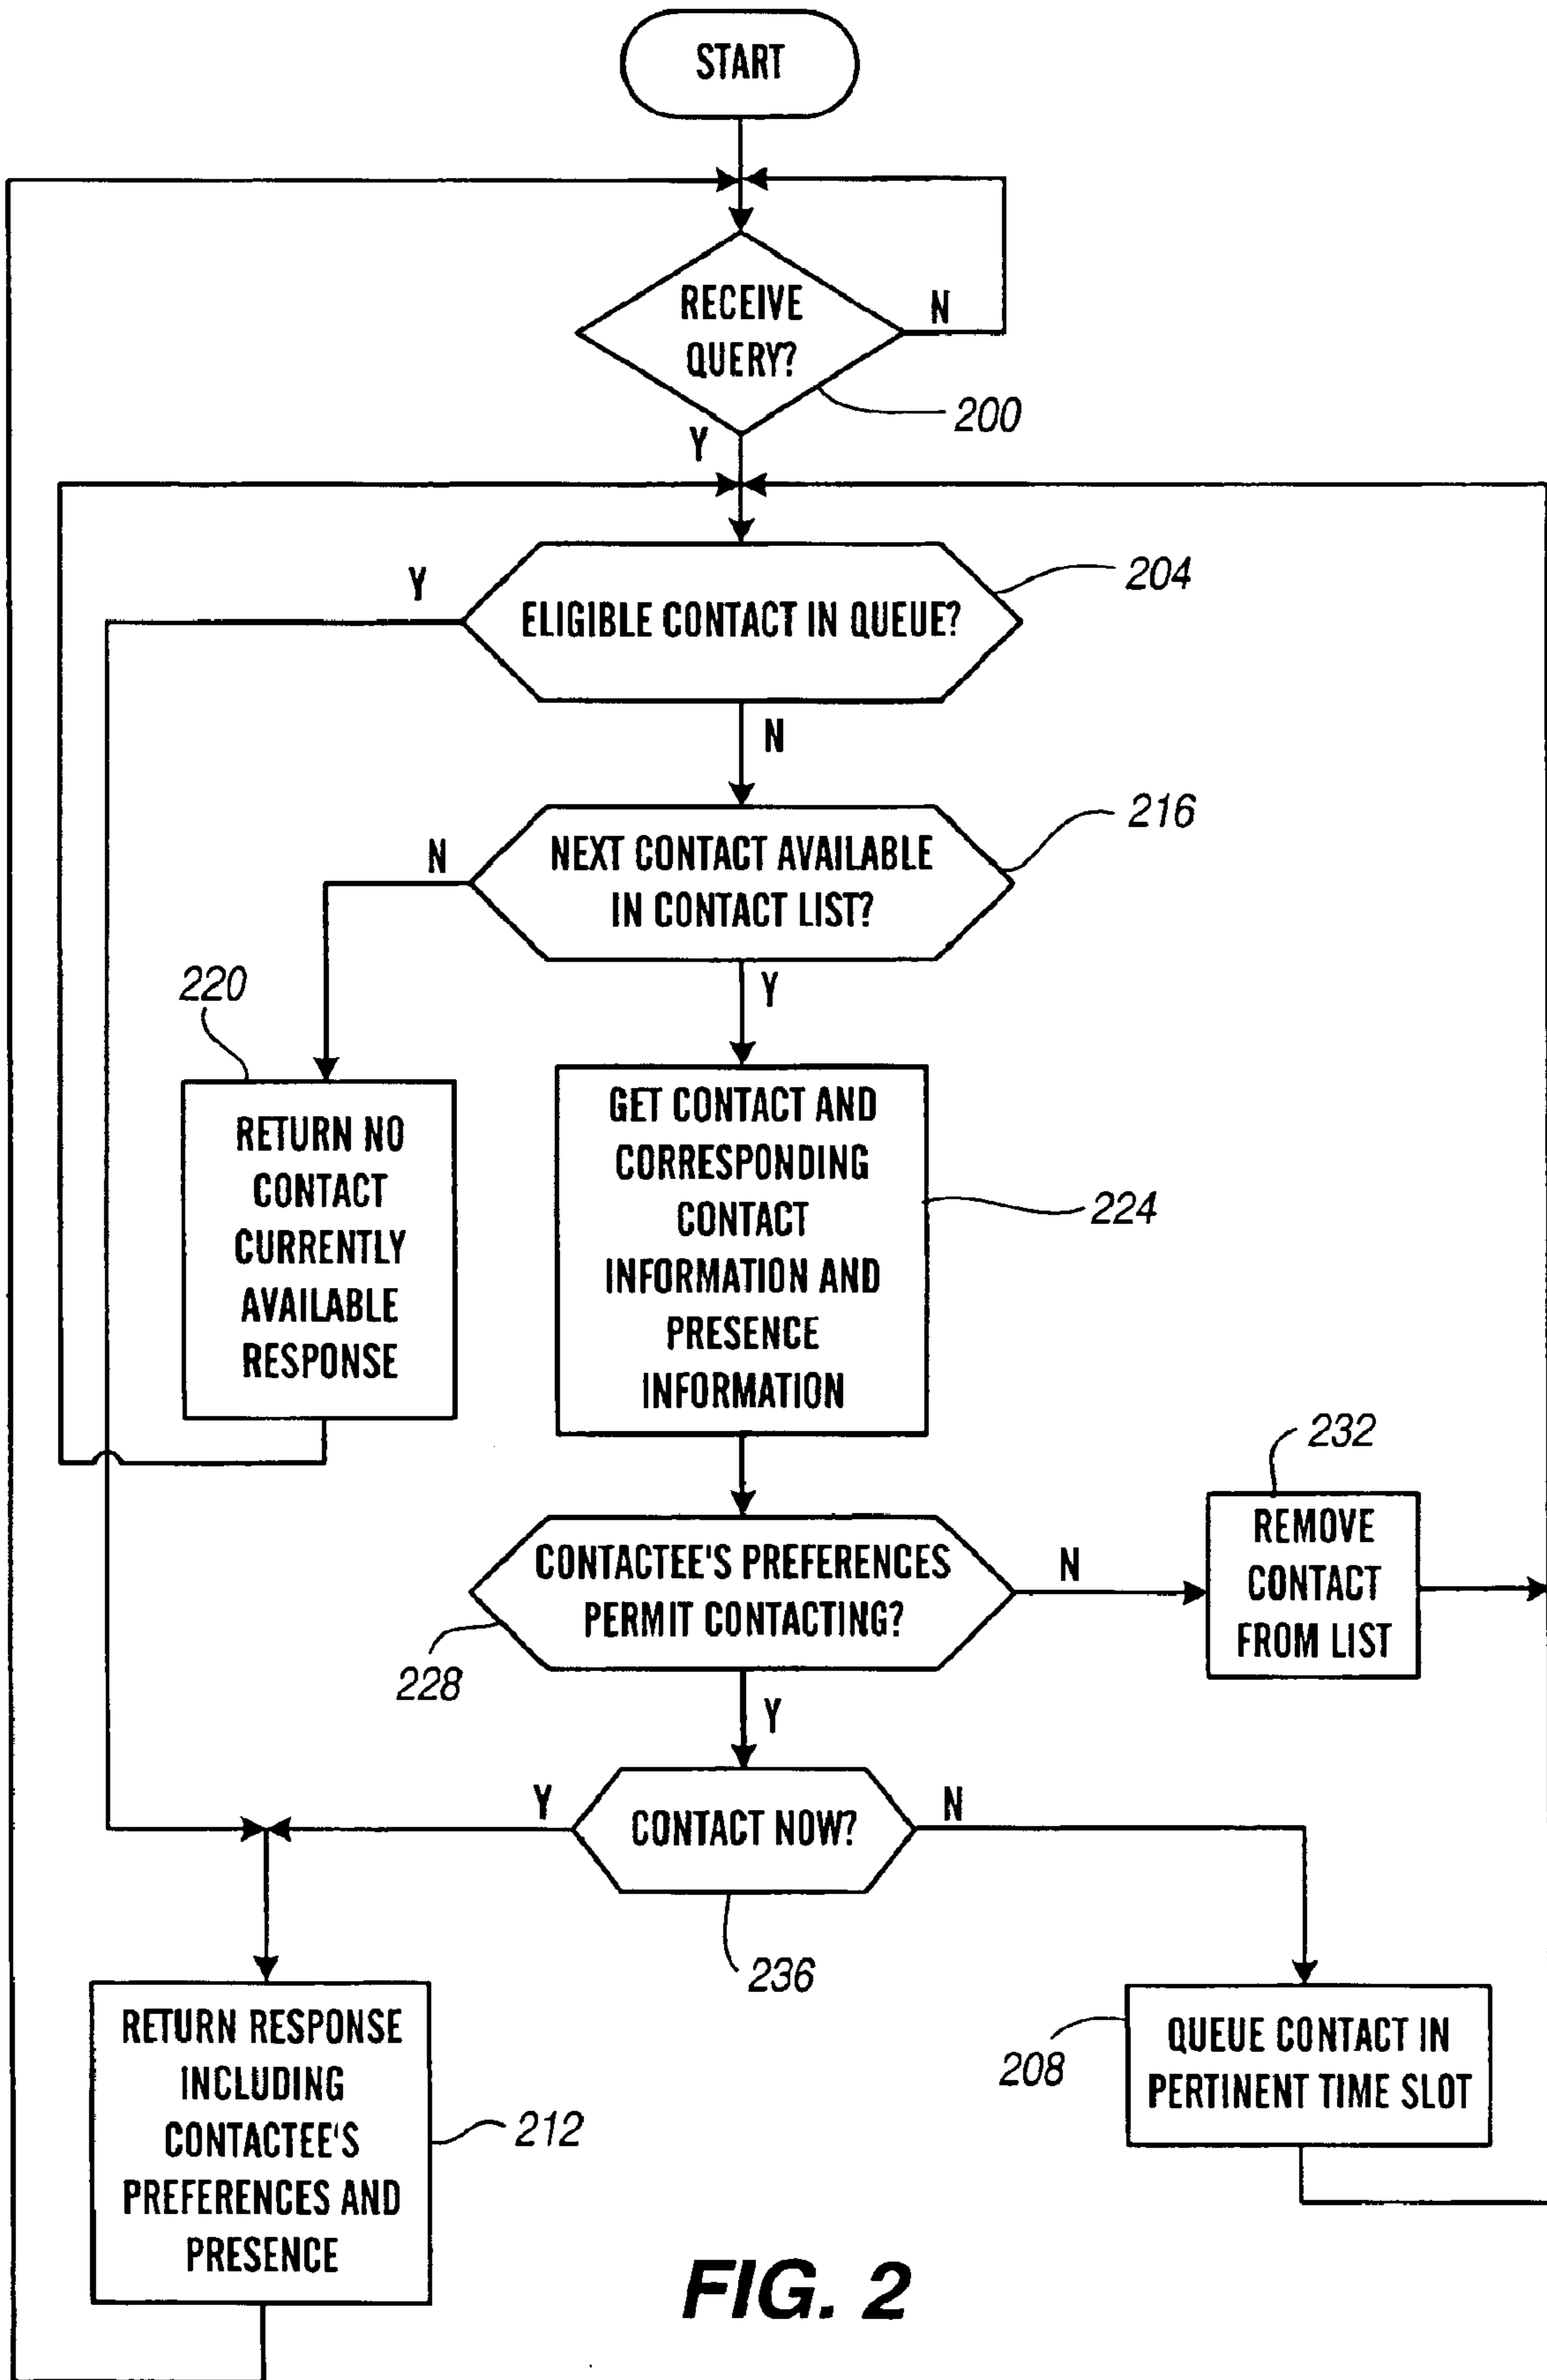 START
RECEIVE
QUERY?
N
200
Y
ELIGIBLE CONTACT IN QUEUE?
204
Y
N
NEXT CONTACT AVAILABLE
IN CONTACT LIST?
216
N
Y
220
RETURN NO
CONTACT
CURRENTLY
AVAILABLE
RESPONSE
GET CONTACT AND
CORRESPONDING
CONTACT
INFORMATION AND
PRESENCE
INFORMATION
224
CONTACTEE'S PREFERENCES
PERMIT CONTACTING?
228
N
232
REMOVE
CONTACT
FROM LIST
Y
CONTACT NOW?
Y
N
236
RETURN RESPONSE
INCLUDING
CONTACTEE'S
PREFERENCES AND
PRESENCE
212
208
QUEUE CONTACT IN
PERTINENT TIME SLOT
FIG. 2